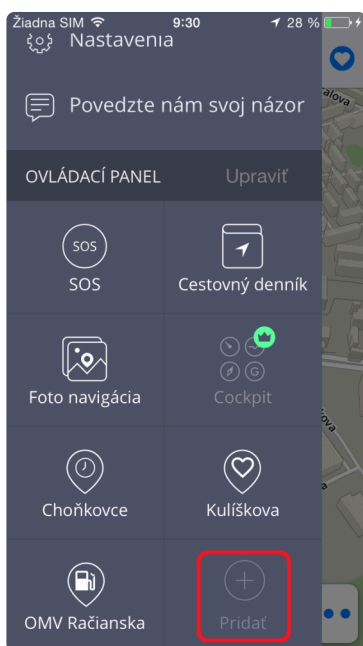 Žiadna SIM 9:30 28 %
Nastavenia
Povedzte nám svoj názor
OVLÁDACÍ PANEL Upraviť
SOS
SOS Cestovný denník
G
Foto navigácia Cockpit
Choňkovce Kulíškova
OMV Račianska Pridať